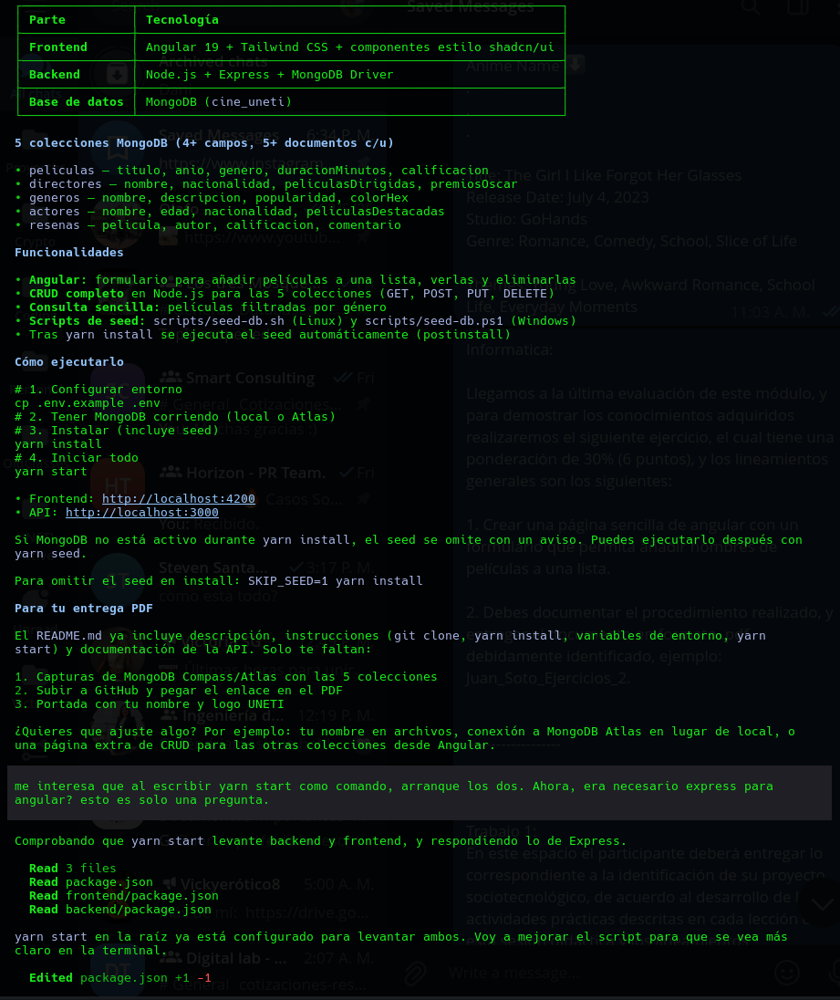 Parte Tecnología
Frontend Angular 19 + Tailwind CSS + componentes estilo shadcn/ui
Backend Node.js + Express + MongoDB Driver
Base de datos MongoDB (cine_uneti)
5 colecciones MongoDB (4+ campos, 5+ documentos c/u)
• peliculas — titulo, anio, genero, duracionMinutos, calificacion
• directores — nombre, nacionalidad, peliculasDirigidas, premiosOscar
• generos — nombre, descripcion, popularidad, colorHex
• actores — nombre, edad, nacionalidad, peliculasDestacadas
• resenas — pelicula, autor, calificacion, comentario
Funcionalidades
• Angular: formulario para añadir películas a una lista, verlas y eliminarlas
• CRUD completo en Node.js para las 5 colecciones (GET, POST, PUT, DELETE)
• Consulta sencilla: películas filtradas por género
• Scripts de seed: scripts/seed-db.sh (Linux) y scripts/seed-db.ps1 (Windows)
• Tras yarn install se ejecuta el seed automáticamente (postinstall)
Cómo ejecutarlo
# 1. Configurar entorno
cp .env.example .env
# 2. Tener MongoDB corriendo (local o Atlas)
# 3. Instalar (incluye seed)
yarn install
# 4. Iniciar todo
yarn start
• Frontend: http://localhost:4200
• API: http://localhost:3000
Si MongoDB no está activo durante yarn install, el seed se omite con un aviso. Puedes ejecutarlo después con
yarn seed.
Para omitir el seed en install: SKIP_SEED=1 yarn install
Para tu entrega PDF
El README.md ya incluye descripción, instrucciones (git clone, yarn install, variables de entorno, yarn
start) y documentación de la API. Solo te faltan:
1. Capturas de MongoDB Compass/Atlas con las 5 colecciones
2. Subir a GitHub y pegar el enlace en el PDF
3. Portada con tu nombre y logo UNETI
¿Quieres que ajuste algo? Por ejemplo: tu nombre en archivos, conexión a MongoDB Atlas en lugar de local, o
una página extra de CRUD para las otras colecciones desde Angular.
me interesa que al escribir yarn start como comando, arranque los dos. Ahora, era necesario express para
angular? esto es solo una pregunta.
Comprobando que yarn start levante backend y frontend, y respondiendo lo de Express.
Read 3 files
Read package.json
Read frontend/package.json
Read backend/package.json
yarn start en la raíz ya está configurado para levantar ambos. Voy a mejorar el script para que se vea más
claro en la terminal.
Edited package.json +1 -1
Saved Messages
Archived chats
Saved Messages 6:34 P. M.
https://www.instagram
https://www.youtub...
Smart Consulting Fri
# General Cotizaciones
Horizon - PR Team. Fri
Casos So...
You: Recibido.
Steven Santa... 3:17 P. M.
como esta todo?
Ingeniería d... 12:19 P. M.
Vickyerótico8 5:00 A. M.
mi: https://drive.go...
Digital lab - ... 2:07 A. M.
# General cotizaciones-res...
Anime Name
The Girl I Like Forgot Her Glasses
Release Date: July 4, 2023
Studio: GoHands
Genre: Romance, Comedy, School, Slice of Life
Love, Awkward Romance, School
Life, Everyday Moments
11:03 A. M.
Informatica:
Llegamos a la última evaluación de este módulo, y
para demostrar los conocimientos adquiridos
realizaremos el siguiente ejercicio, el cual tiene una
ponderación de 30% (6 puntos), y los lineamientos
generales son los siguientes:
1. Crear una página sencilla de angular con un
formulario que permita añadir nombres de
películas a una lista.
2. Debes documentar el procedimiento realizado, y
debidamente identificado, ejemplo:
Juan_Soto_Ejercicios_2.
Trabajo 1:
En este espacio el participante deberá entregar lo
correspondiente a la identificación de su proyecto
sociotecnológico, de acuerdo al desarrollo de
actividades prácticas descritas en cada lección
Write a message...